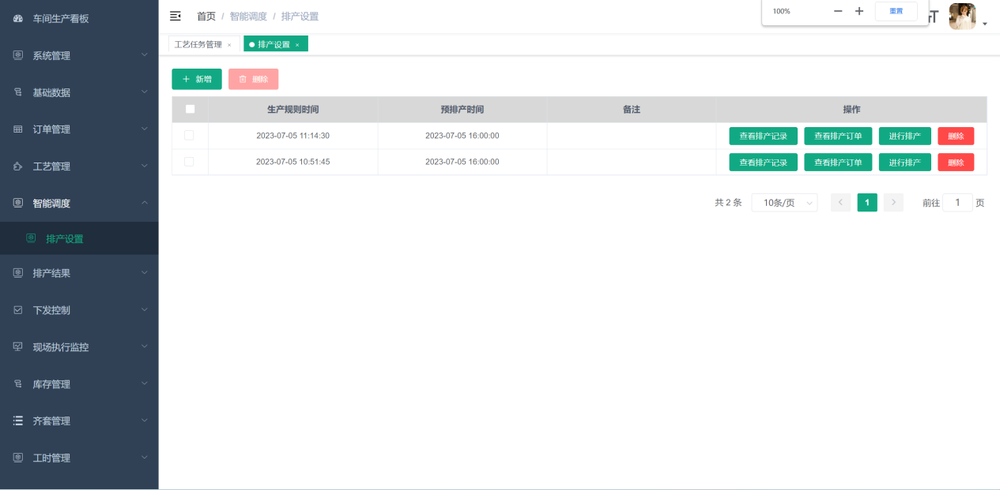 车间生产看板
系统管理
基础数据
订单管理
工艺管理
智能调度
排产设置
排产结果
下发控制
现场执行监控
库存管理
齐套管理
工时管理
首页 / 智能调度 / 排产设置
100% − + 重置
工艺任务管理 × 排产设置 ×
+ 新增 删除
生产规则时间 预排产时间 备注 操作
2023-07-05 11:14:30 2023-07-05 16:00:00 查看排产记录 查看排产订单 进行排产 删除
2023-07-05 10:51:45 2023-07-05 16:00:00 查看排产记录 查看排产订单 进行排产 删除
共 2 条 10条/页 < 1 > 前往 1 页